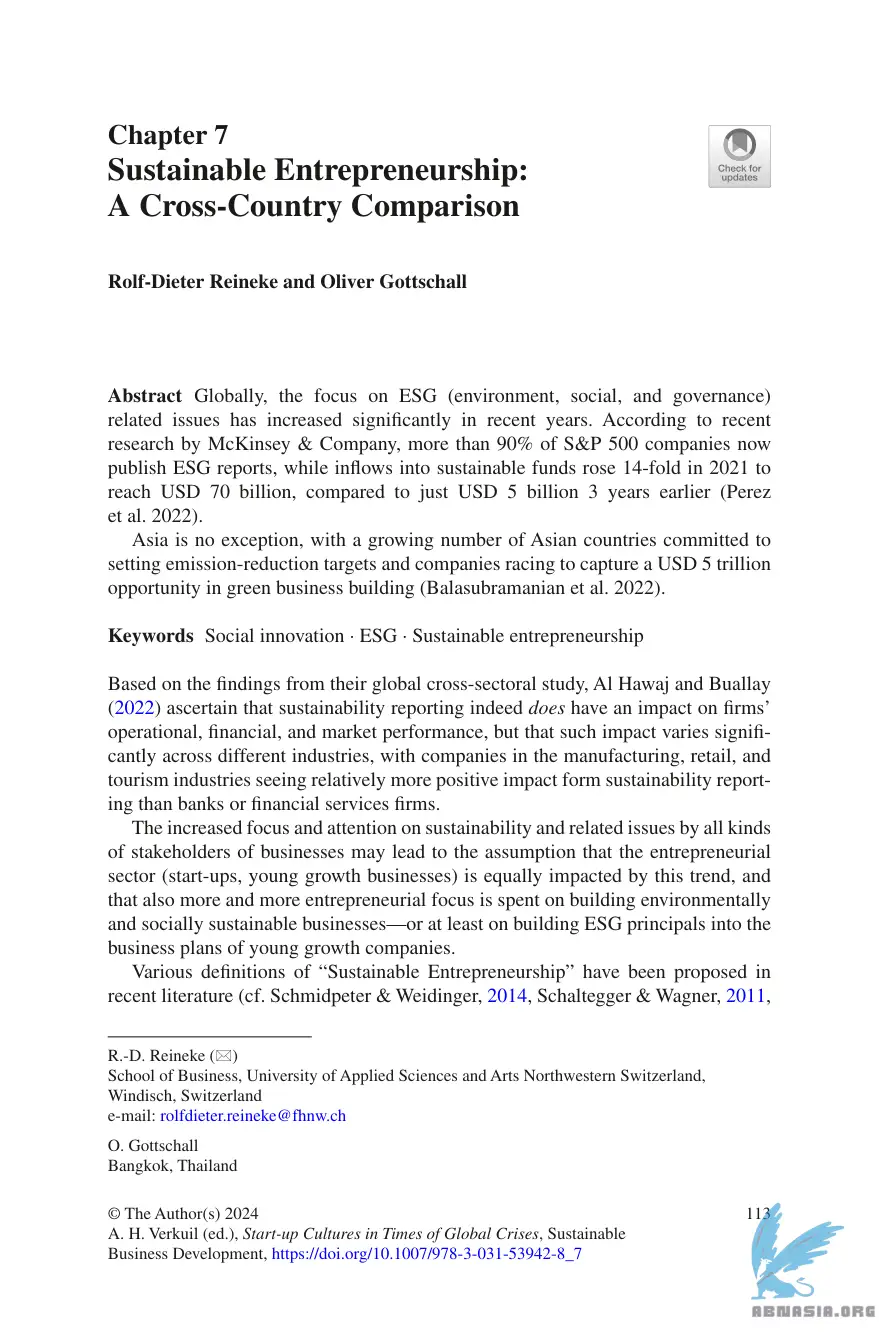 Chapter 7
Sustainable Entrepreneurship:
A Cross-Country Comparison
Check for
updates
Rolf-Dieter Reineke and Oliver Gottschall
Abstract Globally, the focus on ESG (environment, social, and governance)
related issues has increased significantly in recent years. According to recent
research by McKinsey & Company, more than 90% of S&P 500 companies now
publish ESG reports, while inflows into sustainable funds rose 14-fold in 2021 to
reach USD 70 billion, compared to just USD 5 billion 3 years earlier (Perez
et al. 2022).
Asia is no exception, with a growing number of Asian countries committed to
setting emission-reduction targets and companies racing to capture a USD 5 trillion
opportunity in green business building (Balasubramanian et al. 2022).
Keywords Social innovation · ESG · Sustainable entrepreneurship
Based on the findings from their global cross-sectoral study, Al Hawaj and Buallay
(2022) ascertain that sustainability reporting indeed does have an impact on firms’
operational, financial, and market performance, but that such impact varies signifi-
cantly across different industries, with companies in the manufacturing, retail, and
tourism industries seeing relatively more positive impact form sustainability report-
ing than banks or financial services firms.
The increased focus and attention on sustainability and related issues by all kinds
of stakeholders of businesses may lead to the assumption that the entrepreneurial
sector (start-ups, young growth businesses) is equally impacted by this trend, and
that also more and more entrepreneurial focus is spent on building environmentally
and socially sustainable businesses—or at least on building ESG principals into the
business plans of young growth companies.
Various definitions of “Sustainable Entrepreneurship” have been proposed in
recent literature (cf. Schmidpeter & Weidinger, 2014, Schaltegger & Wagner, 2011,
R.-D. Reineke (✉)
School of Business, University of Applied Sciences and Arts Northwestern Switzerland,
Windisch, Switzerland
e-mail: rolfdieter.reineke@fhnw.ch
O. Gottschall
Bangkok, Thailand
© The Author(s) 2024
113
A. H. Verkuil (ed.), Start-up Cultures in Times of Global Crises, Sustainable
Business Development, https://doi.org/10.1007/978-3-031-53942-8_7
ABNASIA.ORG